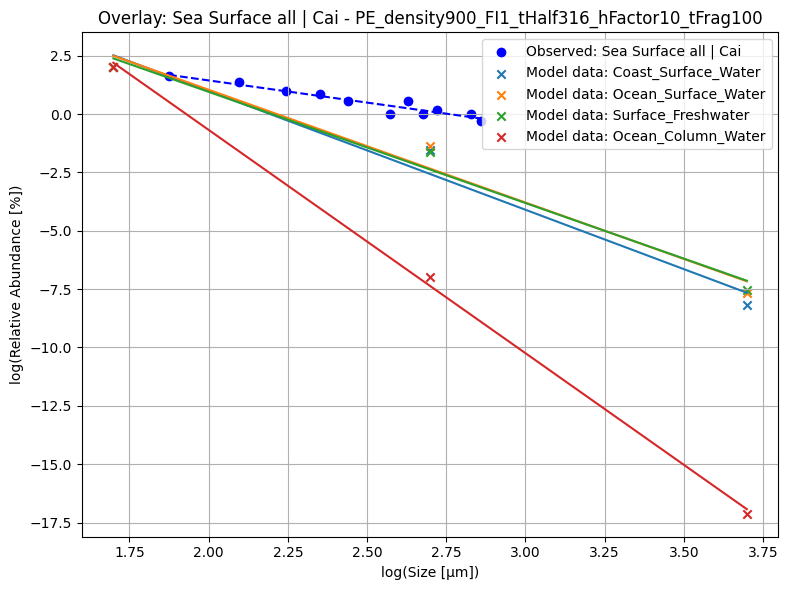 Overlay: Sea Surface all | Cai - PE_density900_FI1_tHalf316_hFactor10_tFrag100
Observed: Sea Surface all | Cai
Model data: Coast_Surface_Water
Model data: Ocean_Surface_Water
Model data: Surface_Freshwater
Model data: Ocean_Column_Water
log(Relative Abundance [%])
2.5
0.0
−2.5
−5.0
−7.5
−10.0
−12.5
−15.0
−17.5
1.75 2.00 2.25 2.50 2.75 3.00 3.25 3.50 3.75
log(Size [µm])